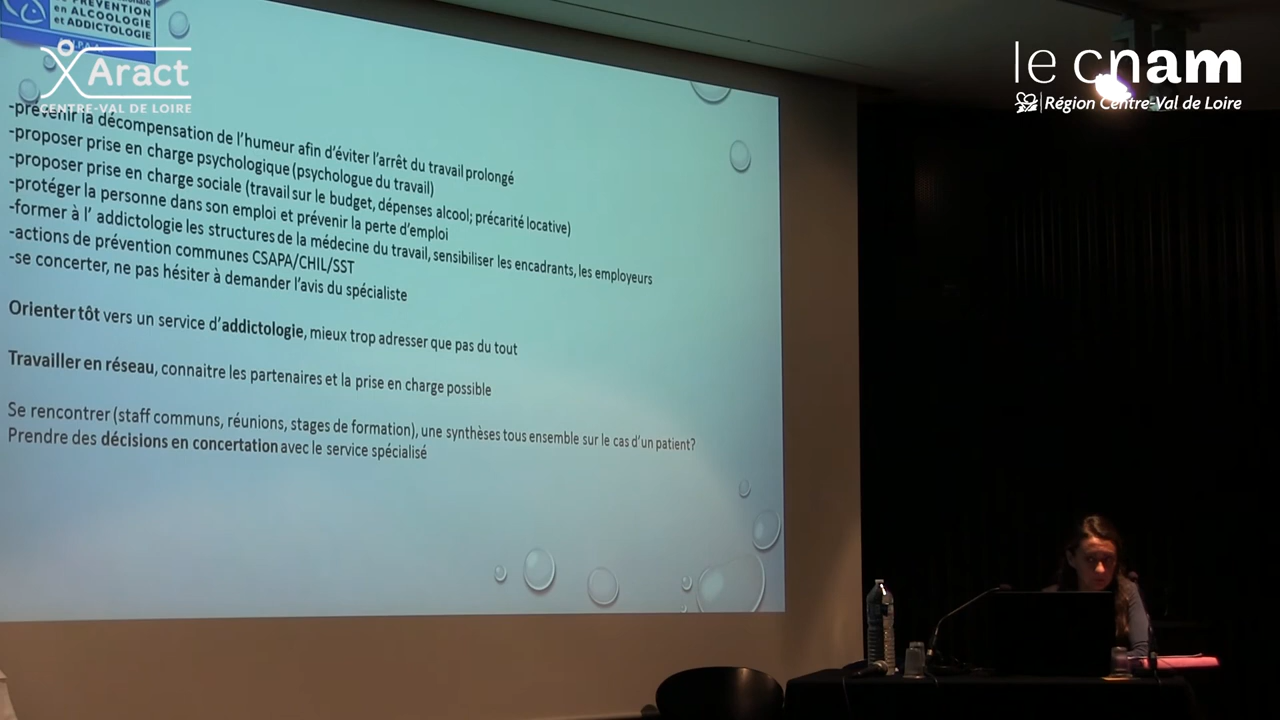 PRÉVENTION
en ALCOOLOGIE
et ADDICTOLOGIE
Aract
CENTRE-VAL DE LOIRE
le cnam
Région Centre-Val de Loire
-prévenir la décompensation de l'humeur afin d'éviter l'arrêt du travail prolongé
-proposer prise en charge psychologique (psychologue du travail)
-proposer prise en charge sociale (travail sur le budget, dépenses alcool; précarité locative)
-protéger la personne dans son emploi et prévenir la perte d'emploi
-former à l' addictologie les structures de la médecine du travail, sensibiliser les encadrants, les employeurs
-actions de prévention communes CSAPA/CHIL/SST
-se concerter, ne pas hésiter à demander l'avis du spécialiste
Orienter tôt vers un service d'addictologie, mieux trop adresser que pas du tout
Travailler en réseau, connaitre les partenaires et la prise en charge possible
Se rencontrer (staff communs, réunions, stages de formation), une synthèses tous ensemble sur le cas d'un patient?
Prendre des décisions en concertation avec le service spécialisé